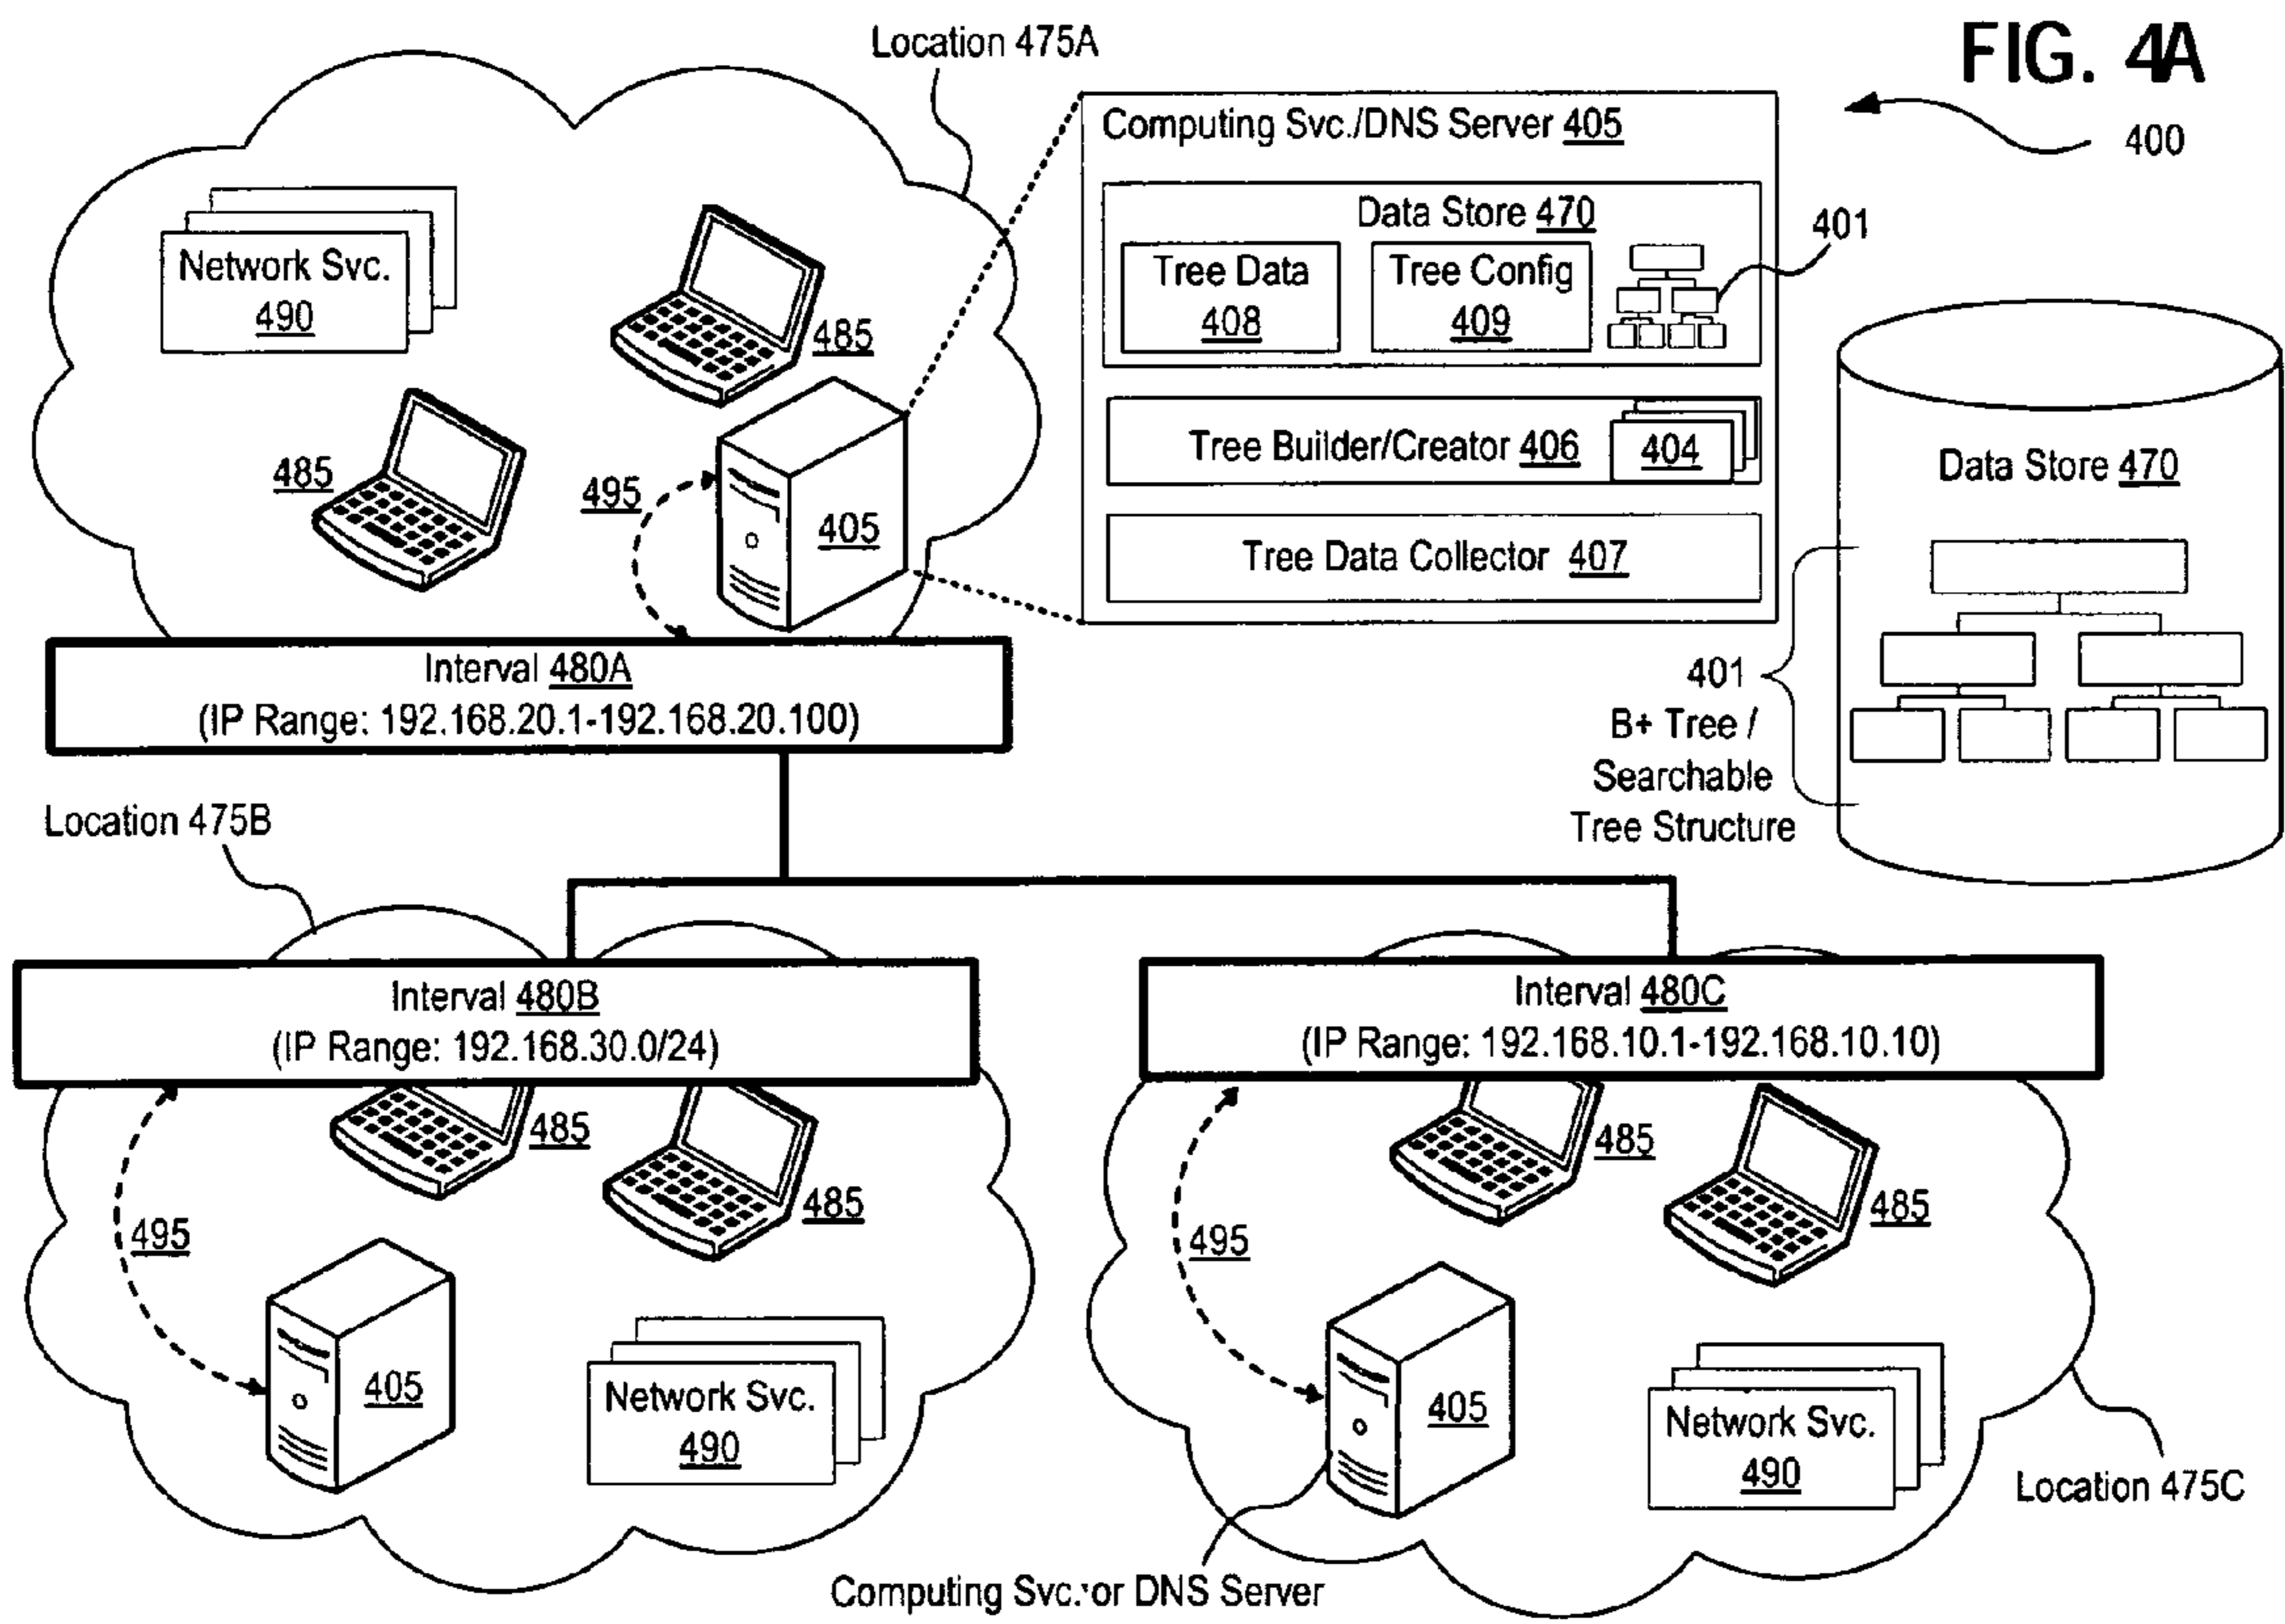 FIG. 4A
400
Location 475A
Computing Svc./DNS Server 405
Data Store 470
401
Tree Data
408
Tree Config
409
Tree Builder/Creator 406
404
Tree Data Collector 407
Network Svc.
490
485
485
495
405
Data Store 470
401
B+ Tree /
Searchable
Tree Structure
Interval 480A
(IP Range: 192.168.20.1-192.168.20.100)
Location 475B
Interval 480B
(IP Range: 192.168.30.0/24)
485
485
495
405
Network Svc.
490
Interval 480C
(IP Range: 192.168.10.1-192.168.10.10)
485
485
495
405
Network Svc.
490
Location 475C
Computing Svc. or DNS Server